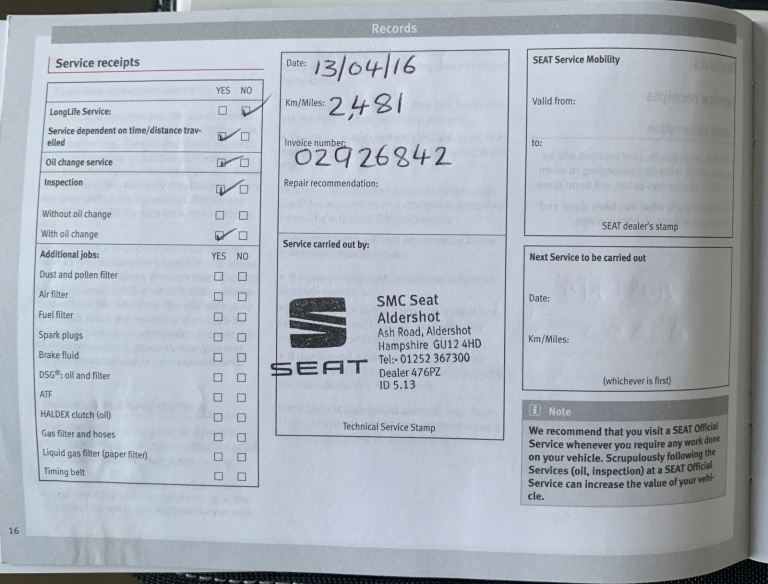 Records
Service receipts
YES NO
LongLife Service:
Service dependent on time/distance trav-
elled
Oil change service
Inspection
Without oil change
With oil change
Additional jobs: YES NO
Dust and pollen filter
Air filter
Fuel filter
Spark plugs
Brake fluid
DSG®: oil and filter
ATF
HALDEX clutch (oil)
Gas filter and hoses
Liquid gas filter (paper filter)
Timing belt
Date: 13/04/16
Km/Miles: 2,481
Invoice number:
02926842
Repair recommendation:
Service carried out by:
SEAT
SMC Seat
Aldershot
Ash Road, Aldershot
Hampshire GU12 4HD
Tel:- 01252 367300
Dealer 476PZ
ID 5.13
Technical Service Stamp
SEAT Service Mobility
Valid from:
to:
SEAT dealer's stamp
Next Service to be carried out
Date:
Km/Miles:
(whichever is first)
i Note
We recommend that you visit a SEAT Official
Service whenever you require any work done
on your vehicle. Scrupulously following the
Services (oil, inspection) at a SEAT Official
Service can increase the value of your vehi-
cle.
16